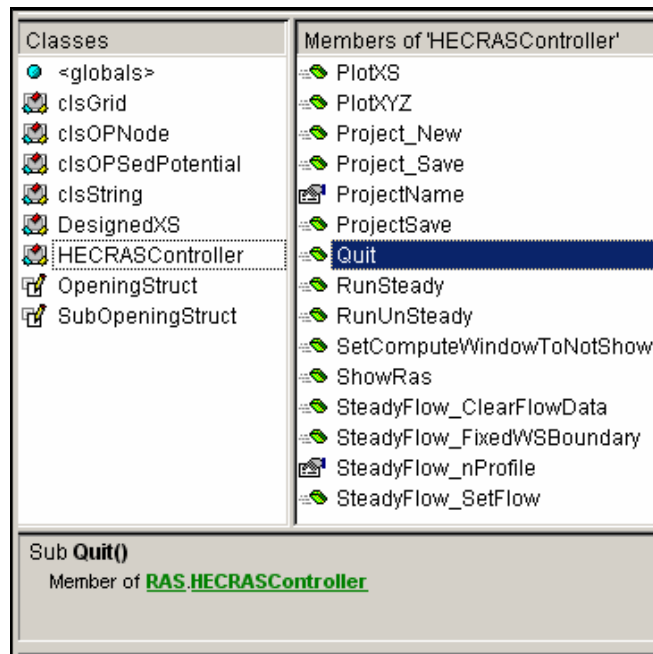 Classes
<globals>
clsGrid
clsOPNode
clsOPSedPotential
clsString
DesignedXS
HECRASController
OpeningStruct
SubOpeningStruct
Members of 'HECRASController'
PlotXS
PlotXYZ
Project_New
Project_Save
ProjectName
ProjectSave
Quit
RunSteady
RunUnSteady
SetComputeWindowToNotShow
ShowRas
SteadyFlow_ClearFlowData
SteadyFlow_FixedWSBoundary
SteadyFlow_nProfile
SteadyFlow_SetFlow
Sub Quit()
Member of RAS.HECRASController